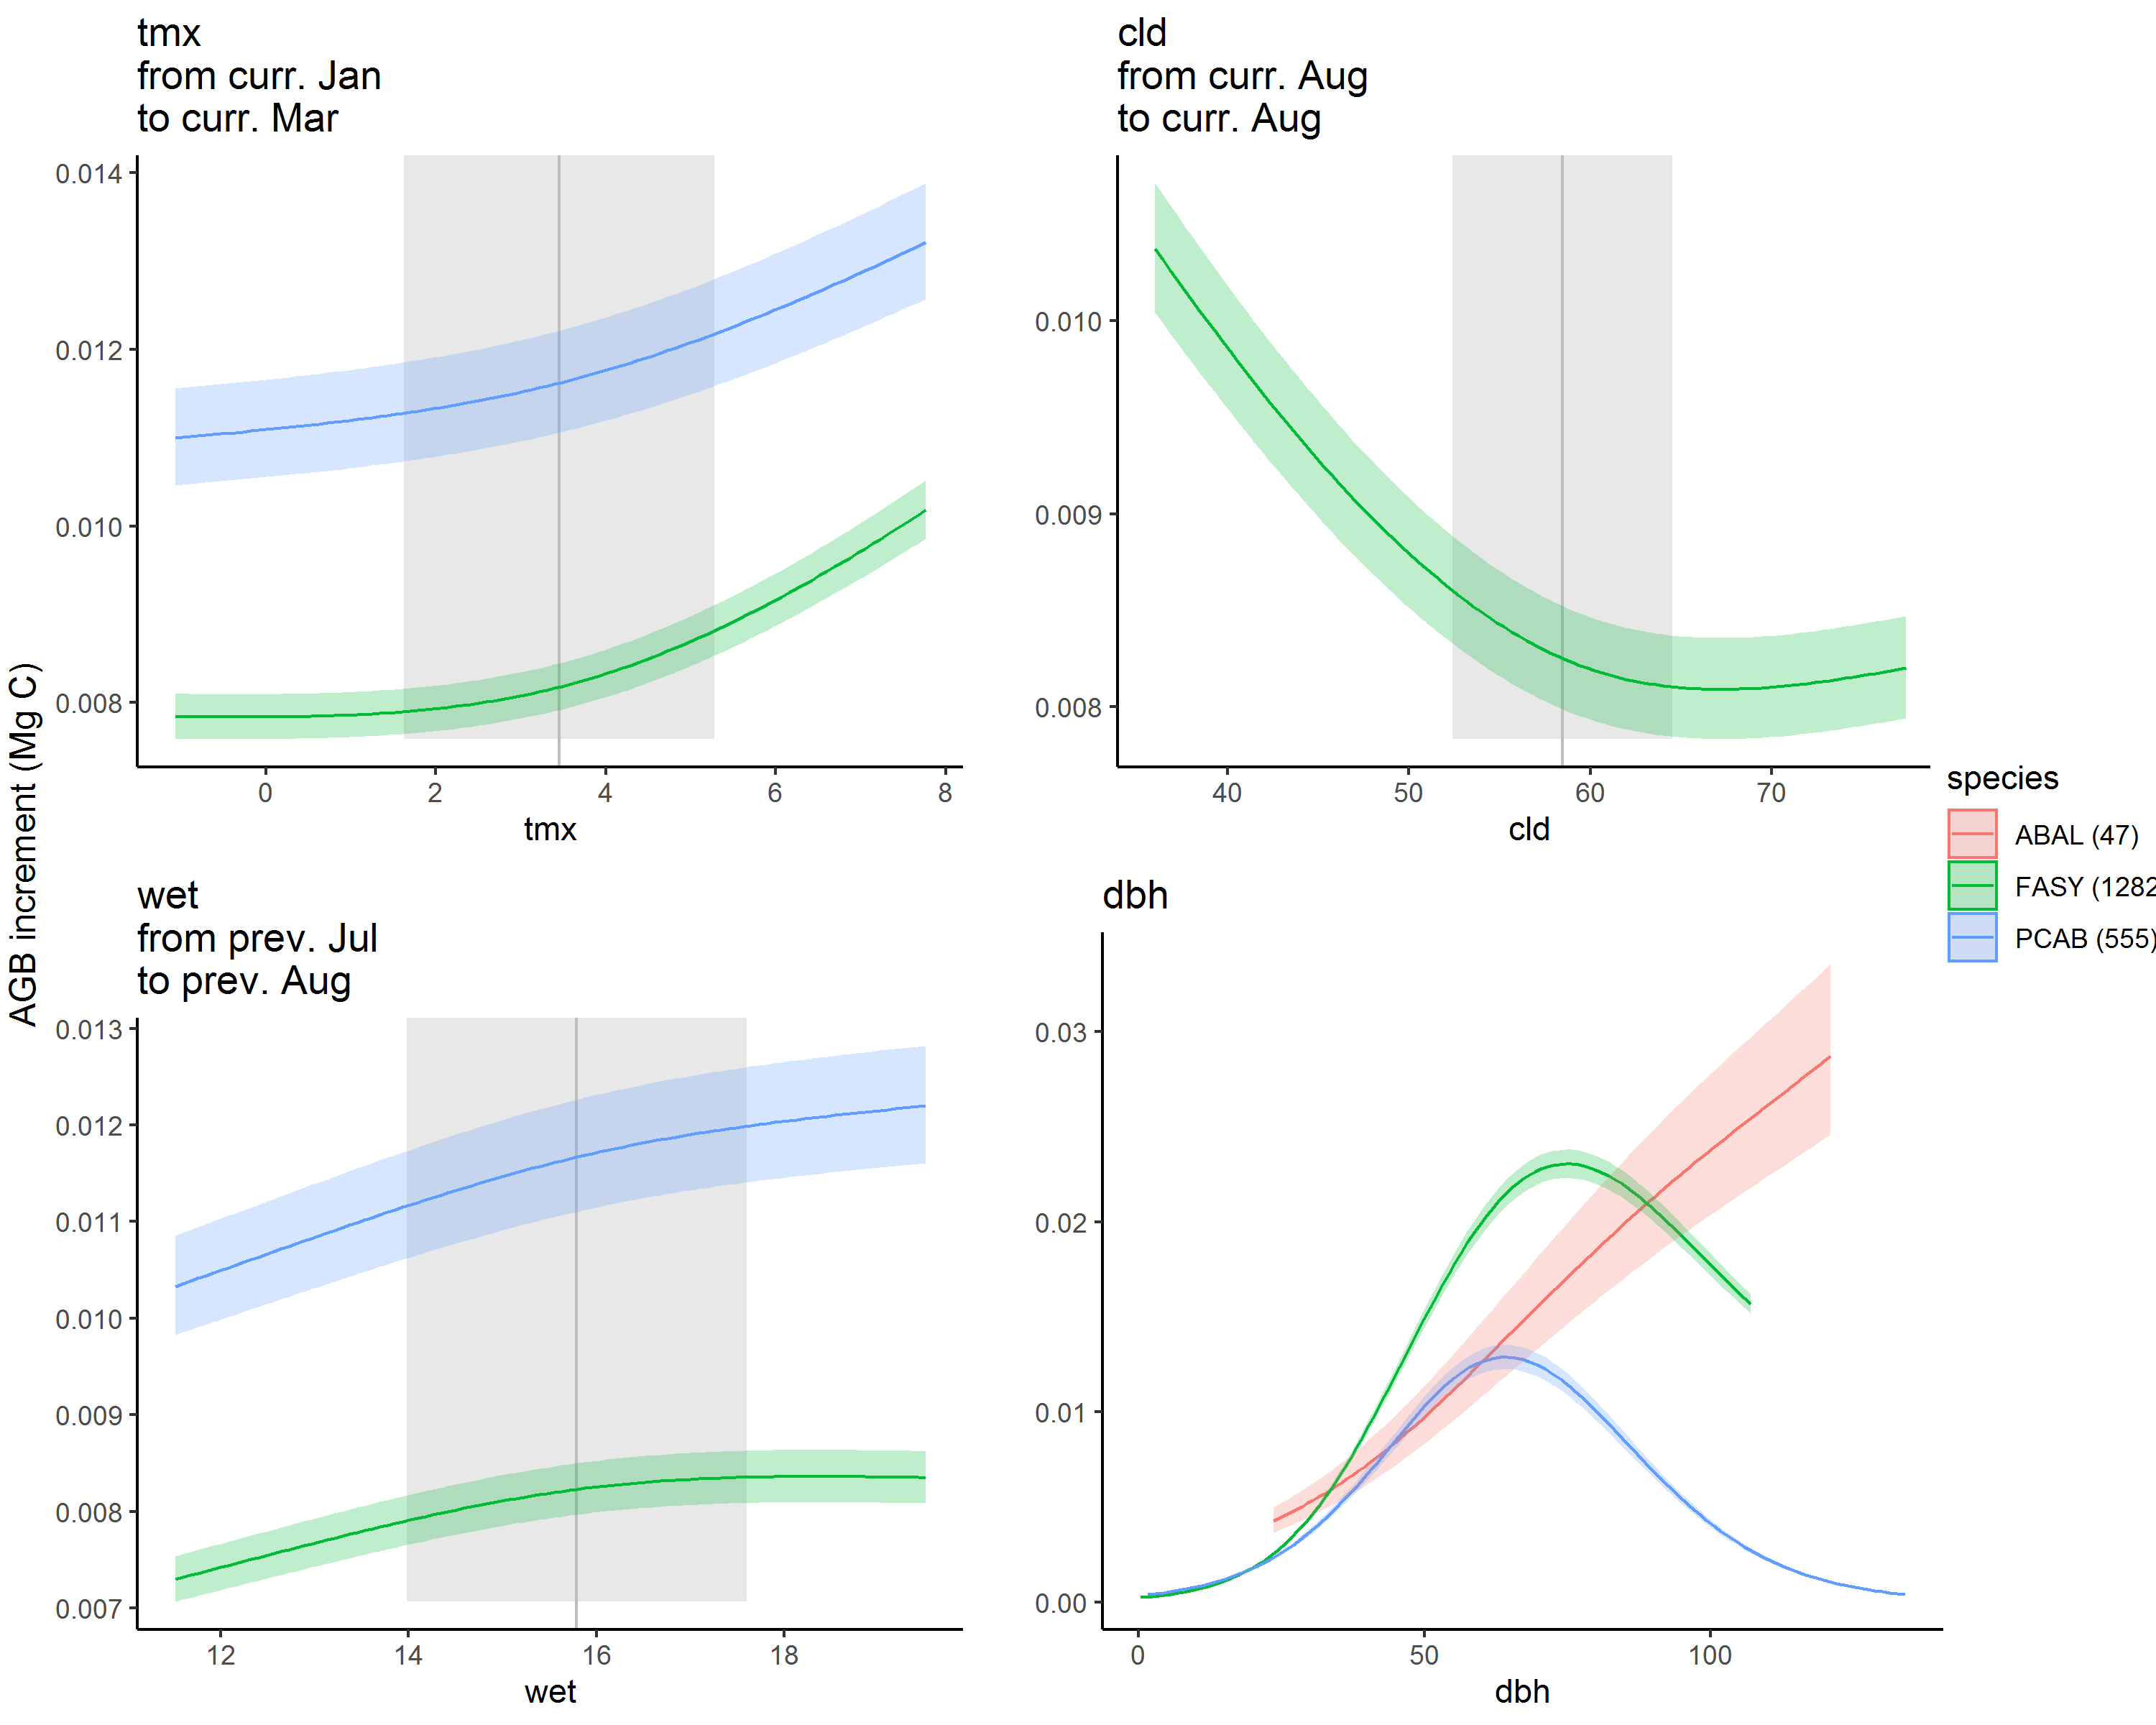 tmx
from curr. Jan
to curr. Mar
0.014
0.012
0.010
0.008
0
2
4
6
8
tmx
cld
from curr. Aug
to curr. Aug
0.010
0.009
0.008
40
50
60
70
cld
AGB increment (Mg C)
wet
from prev. Jul
to prev. Aug
0.013
0.012
0.011
0.010
0.009
0.008
0.007
12
14
16
18
wet
dbh
0.03
0.02
0.01
0.00
0
50
100
dbh
species
ABAL (47)
FASY (1282
PCAB (555)